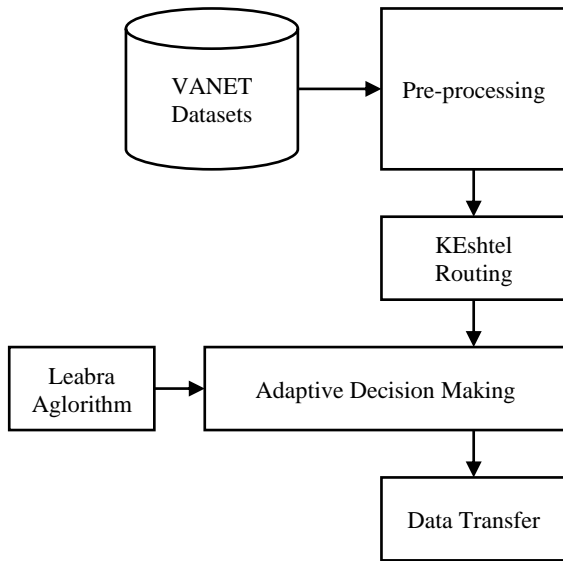 VANET
Datasets
Pre-processing
KEshtel
Routing
Leabra
Aglorithm
Adaptive Decision Making
Data Transfer